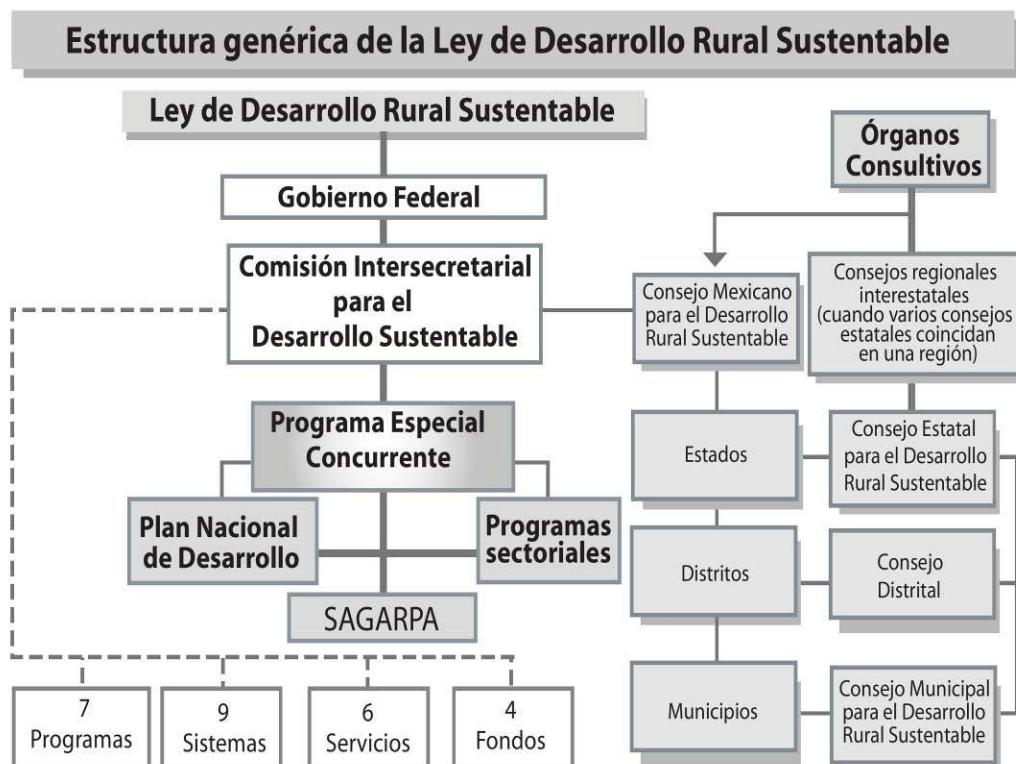 Estructura genérica de la Ley de Desarrollo Rural Sustentable
Ley de Desarrollo Rural Sustentable
Gobierno Federal
Comisión Intersecretarial
para el
Desarrollo Sustentable
Programa Especial
Concurrente
Plan Nacional
de Desarrollo
Programas
sectoriales
SAGARPA
7
Programas
9
Sistemas
6
Servicios
4
Fondos
Órganos
Consultivos
Consejo Mexicano
para el Desarrollo
Rural Sustentable
Consejos regionales
interestatales
(cuando varios consejos
estatales coincidan
en una región)
Estados
Consejo Estatal
para el Desarrollo
Rural Sustentable
Distritos
Consejo
Distrital
Municipios
Consejo Municipal
para el Desarrollo
Rural Sustentable